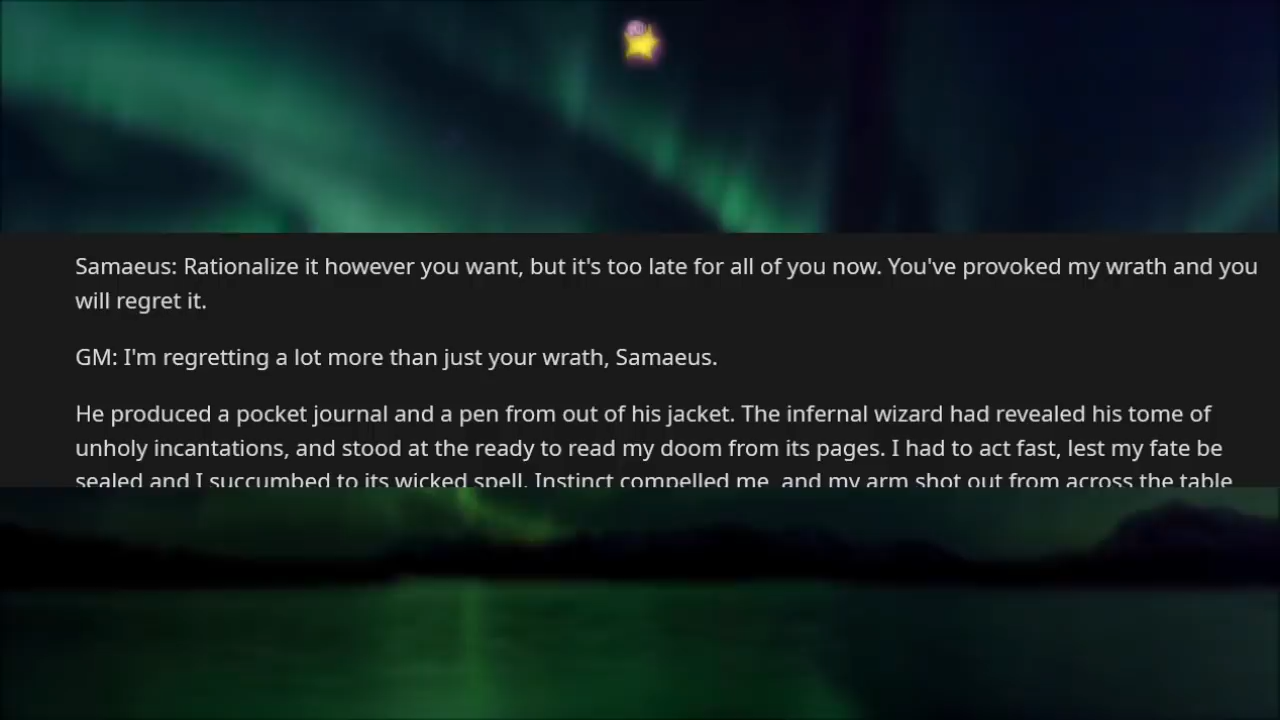 Samaeus: Rationalize it however you want, but it's too late for all of you now. You've provoked my wrath and you
will regret it.
GM: I'm regretting a lot more than just your wrath, Samaeus.
He produced a pocket journal and a pen from out of his jacket. The infernal wizard had revealed his tome of
unholy incantations, and stood at the ready to read my doom from its pages. I had to act fast, lest my fate be
sealed and I succumbed to its wicked spell. Instinct compelled me, and my arm shot out from across the table